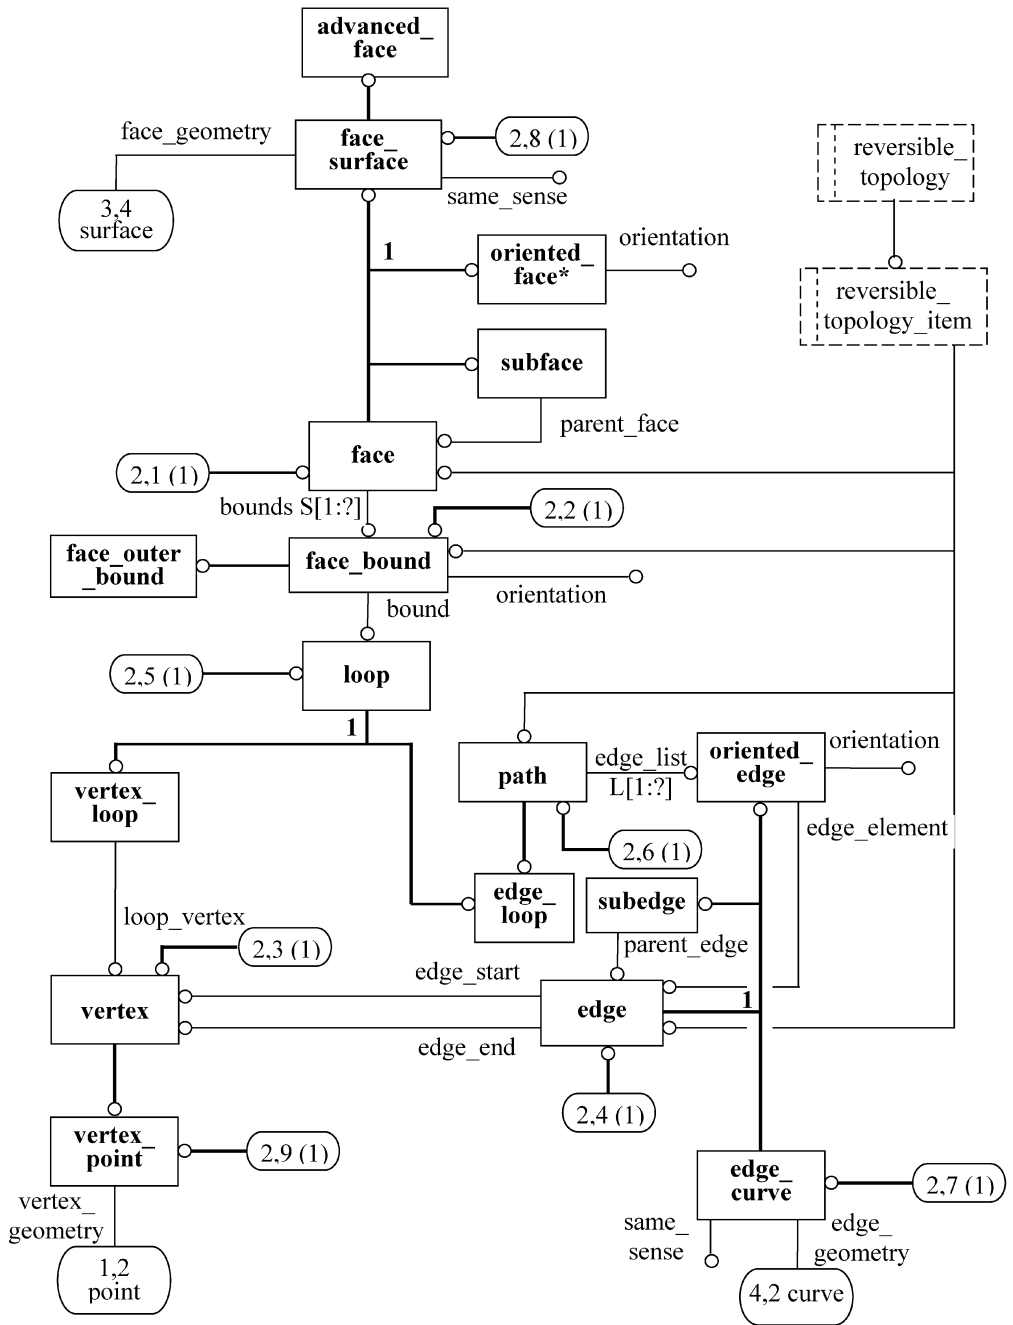 advanced_
face
face_geometry
face_
surface
2,8 (1)
same_sense
3,4
surface
reversible_
topology
1
oriented_
face*
orientation
reversible_
topology_item
subface
parent_face
face
2,1 (1)
bounds S[1:?]
2,2 (1)
face_outer
_bound
face_bound
orientation
bound
2,5 (1)
loop
1
vertex_
loop
path
edge_list
L[1:?]
oriented_
edge
orientation
edge_element
2,6 (1)
edge_
loop
subedge
loop_vertex
2,3 (1)
parent_edge
edge_start
vertex
edge
1
edge_end
2,4 (1)
vertex_
point
2,9 (1)
edge_
curve
2,7 (1)
vertex_
geometry
same_
sense
edge_
geometry
1,2
point
4,2 curve